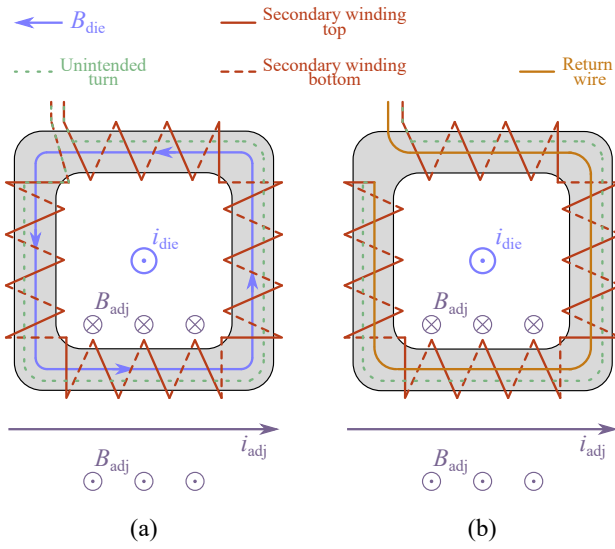 B_die
Secondary winding
top
Unintended
turn
Secondary winding
bottom
Return
wire
i_die
i_die
B_adj
B_adj
i_adj
i_adj
B_adj
B_adj
(a)
(b)